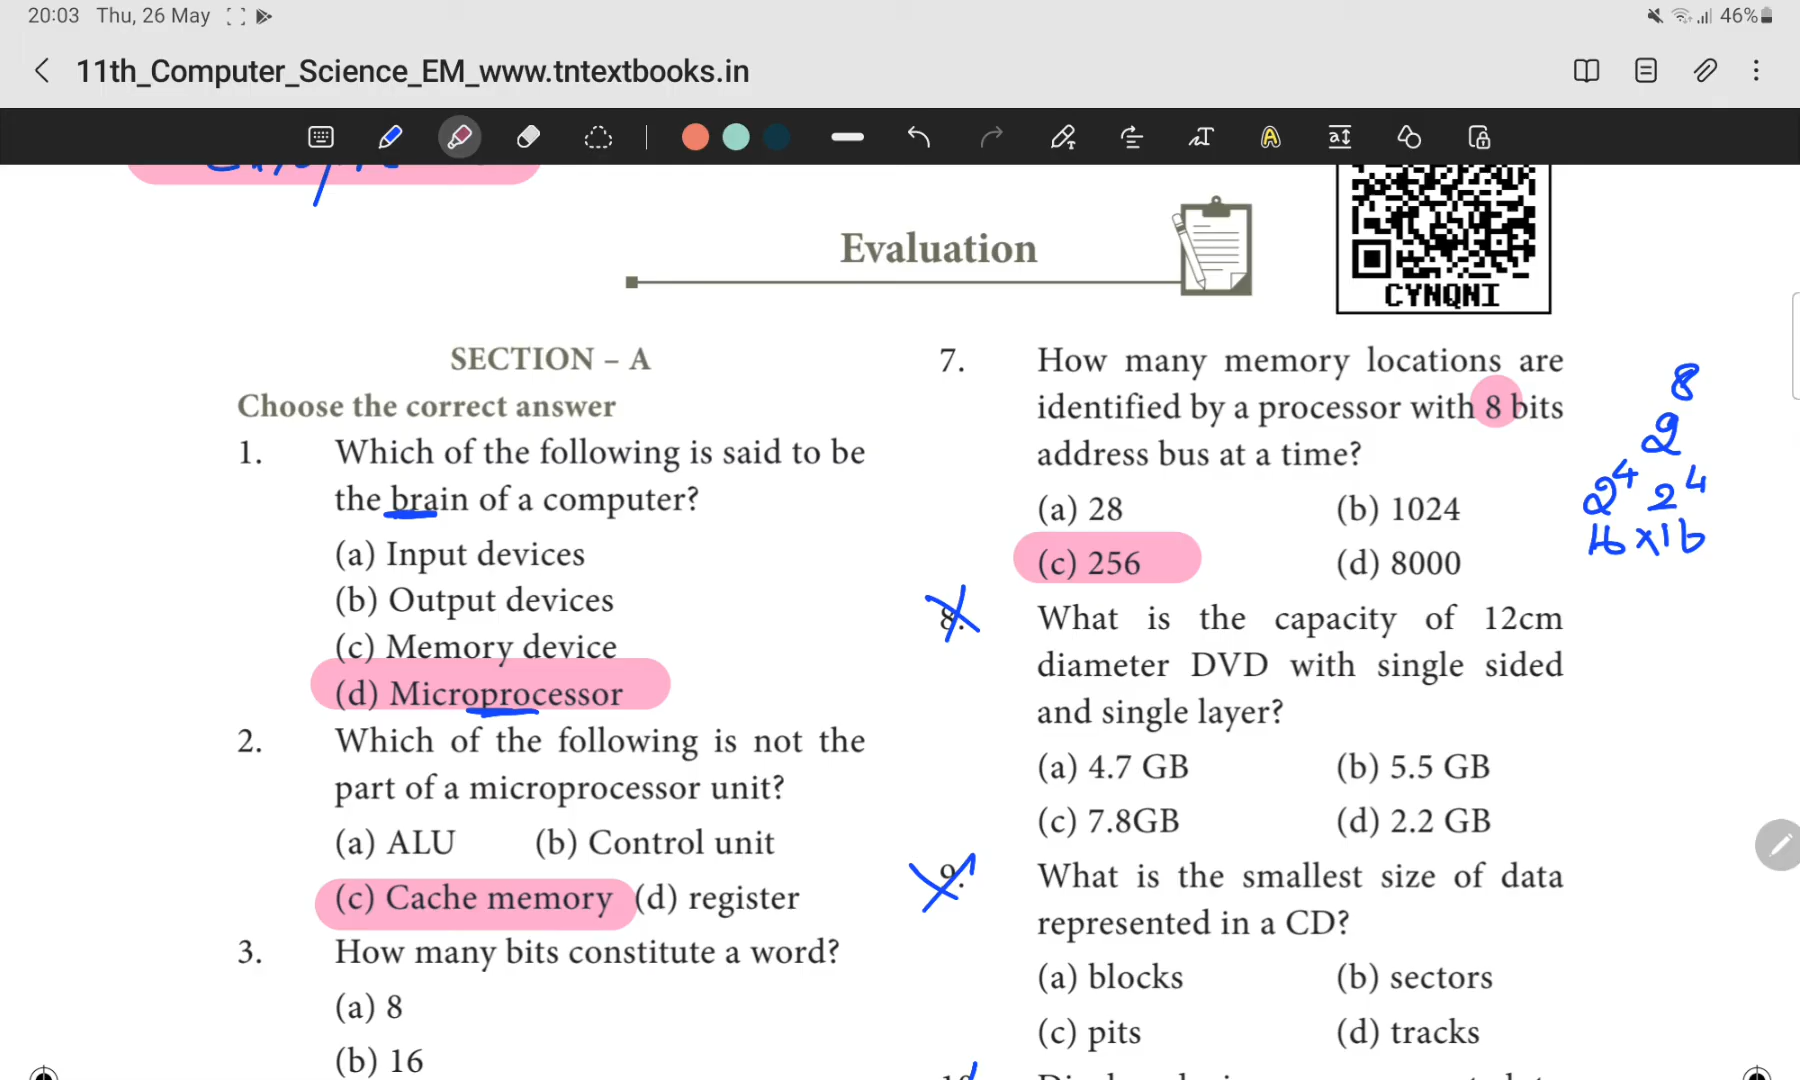 20:03 Thu, 26 May
46%
11th_Computer_Science_EM_www.tntextbooks.in
Evaluation
CYNQNI
SECTION – A
Choose the correct answer
1. Which of the following is said to be
the brain of a computer?
(a) Input devices
(b) Output devices
(c) Memory device
(d) Microprocessor
2. Which of the following is not the
part of a microprocessor unit?
(a) ALU (b) Control unit
(c) Cache memory (d) register
3. How many bits constitute a word?
(a) 8
(b) 16
7. How many memory locations are
identified by a processor with 8 bits
address bus at a time?
(a) 28 (b) 1024
(c) 256 (d) 8000
8. What is the capacity of 12cm
diameter DVD with single sided
and single layer?
(a) 4.7 GB (b) 5.5 GB
(c) 7.8GB (d) 2.2 GB
9. What is the smallest size of data
represented in a CD?
(a) blocks (b) sectors
(c) pits (d) tracks
8
2
2 4 2 4
16 x 16